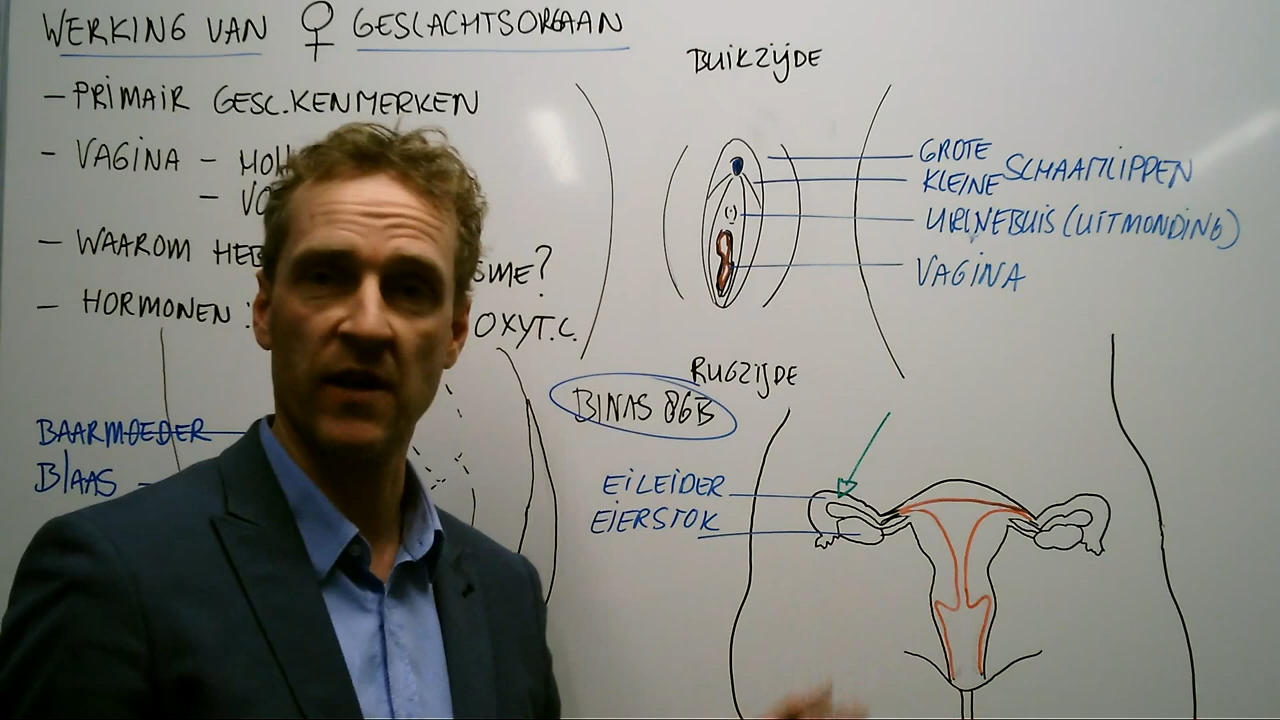 WERKING VAN ♀ GESLACHTSORGAAN
- PRIMAIR GESC.KENMERKEN
- VAGINA -
-
- WAAROM SME?
- HORMONEN: OXYT.C.
BAARMOEDER
BLAAS
BUIKZIJDE
GROTE
KLEINE SCHAAMLIPPEN
URINEBUIS (UITMONDING)
VAGINA
RUGZIJDE
BINAS 86B
EILEIDER
EIERSTOK